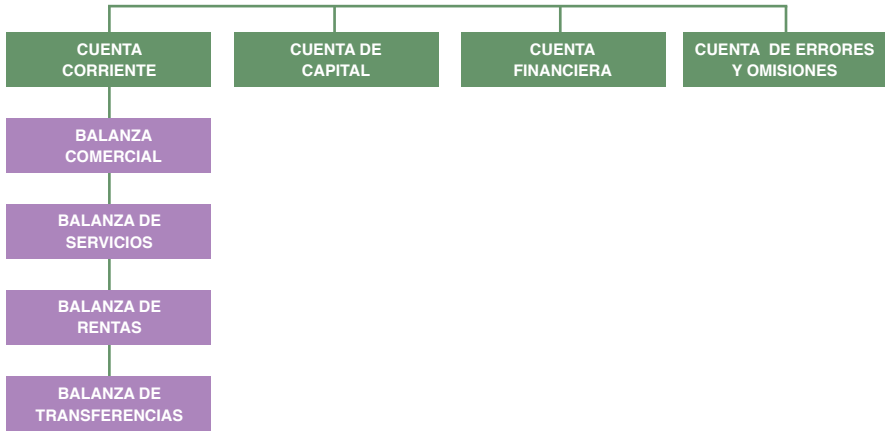 CUENTA
CORRIENTE
CUENTA DE
CAPITAL
CUENTA
FINANCIERA
CUENTA DE ERRORES
Y OMISIONES
BALANZA
COMERCIAL
BALANZA DE
SERVICIOS
BALANZA DE
RENTAS
BALANZA DE
TRANSFERENCIAS